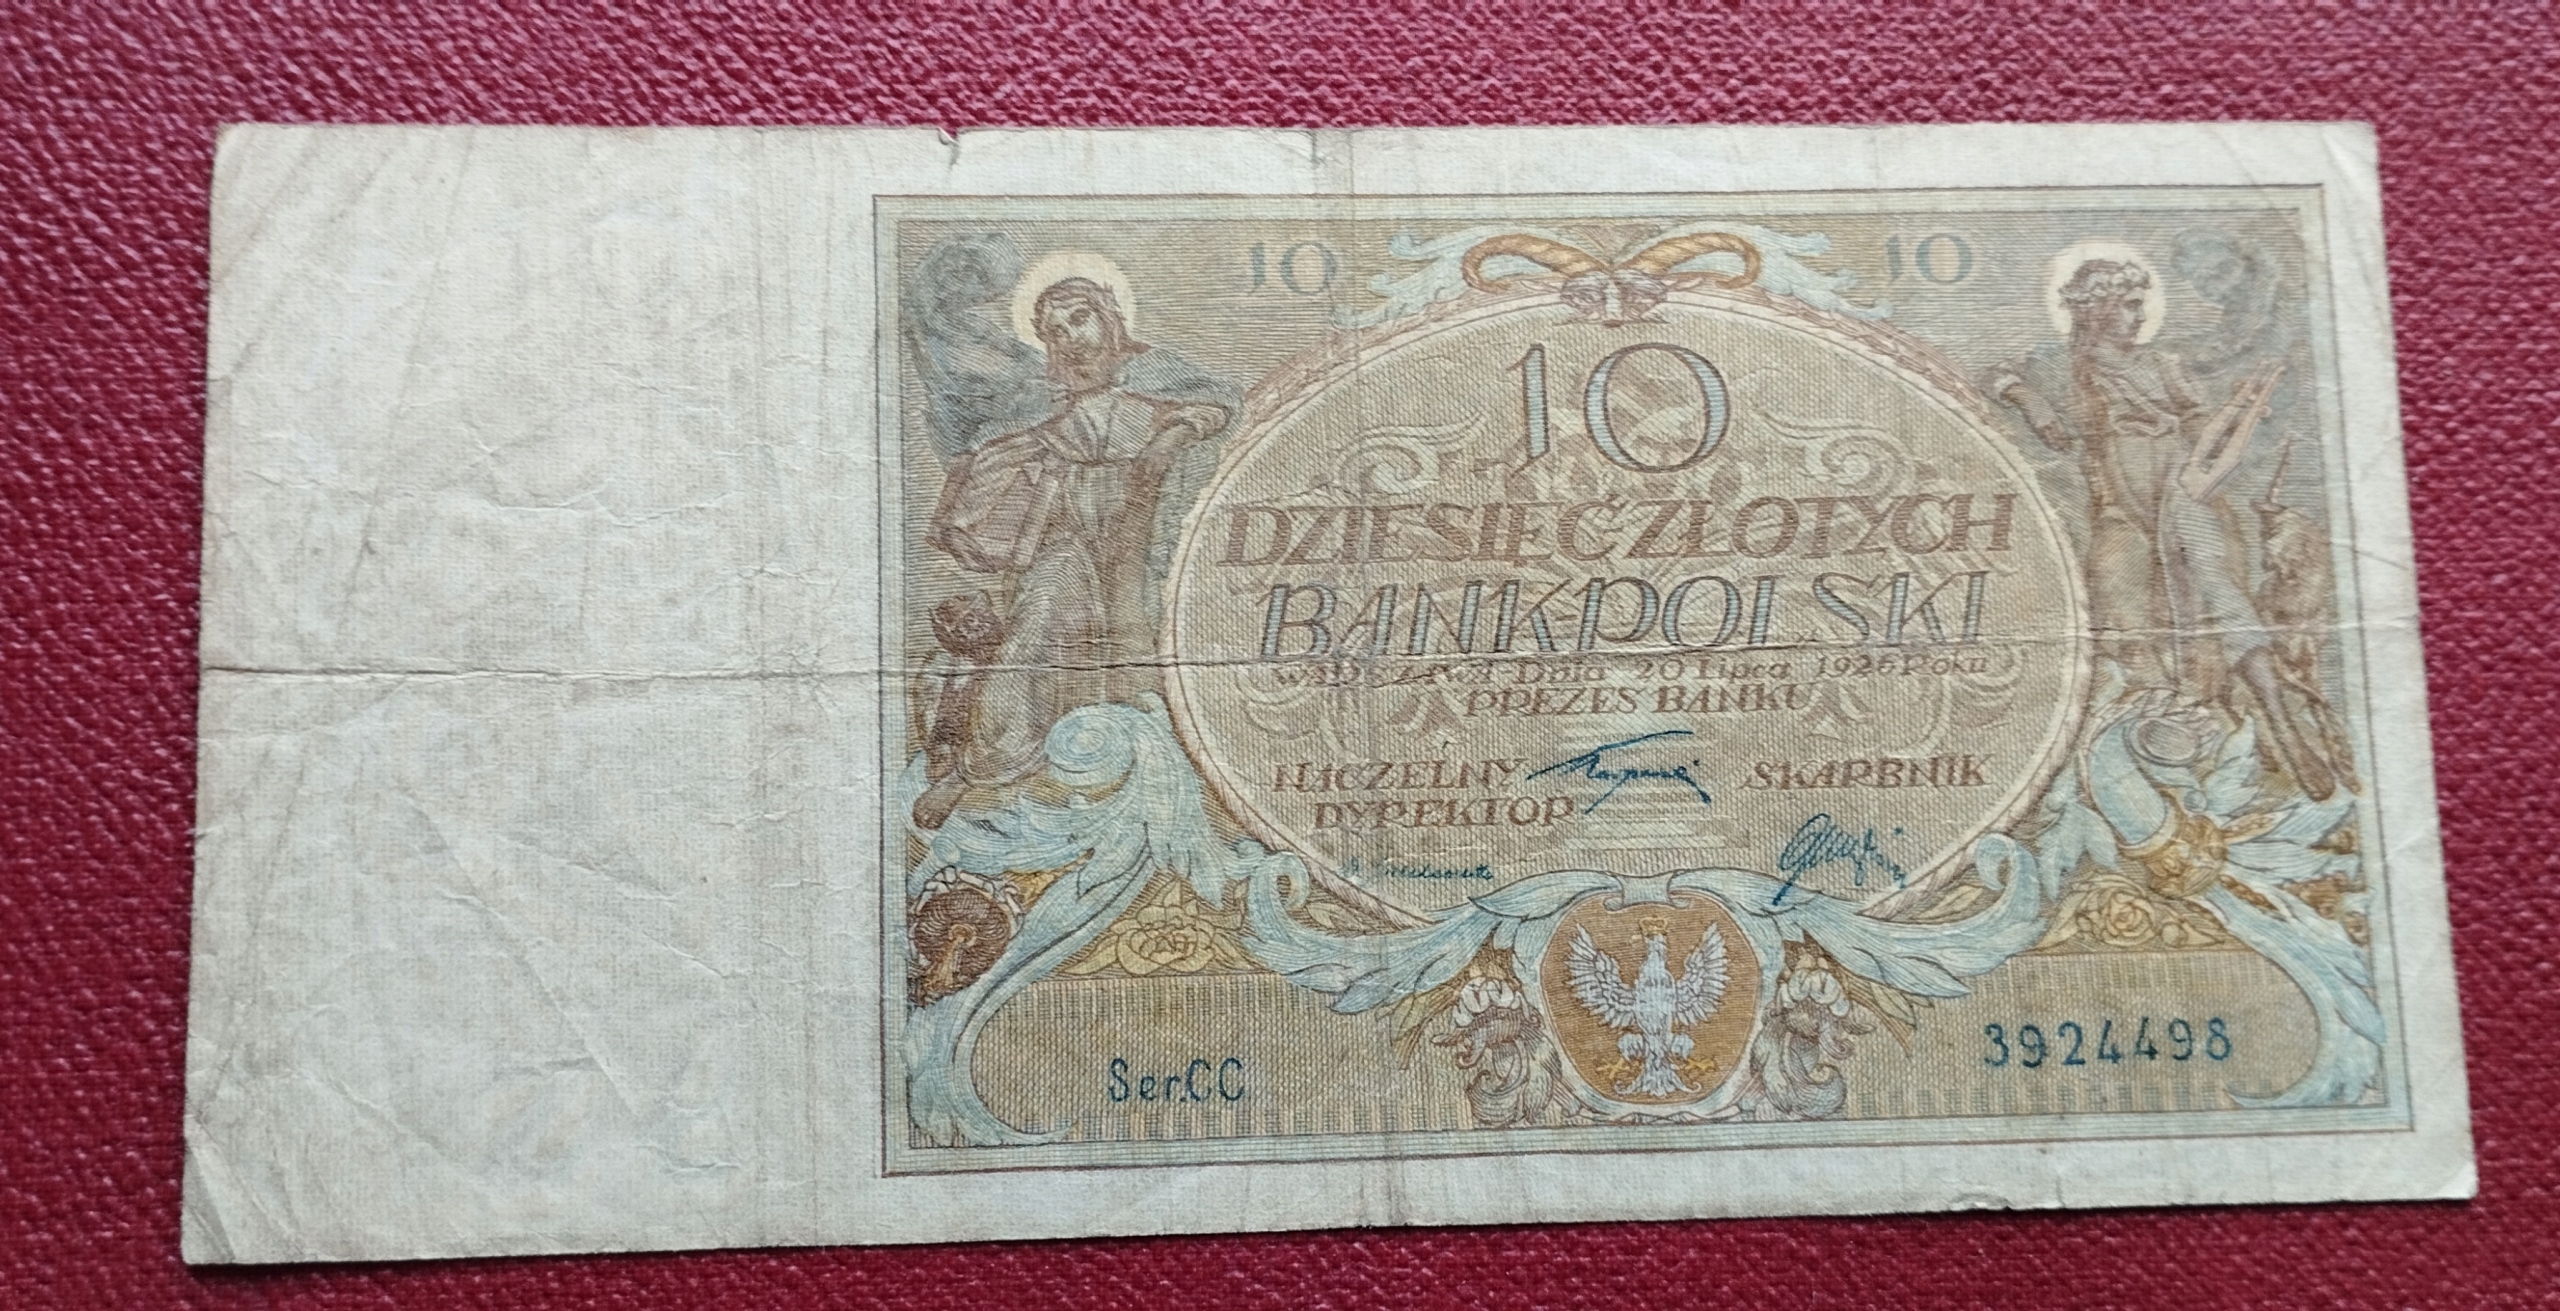 10 10
10
DZIESIĘĆ ZŁOTYCH
BANK POLSKI
WARSZAWA Dnia 20 Lipca 1926 Roku
PREZES BANKU
NACZELNY SKARBNIK
DYREKTOR
Ser.CC 3924498